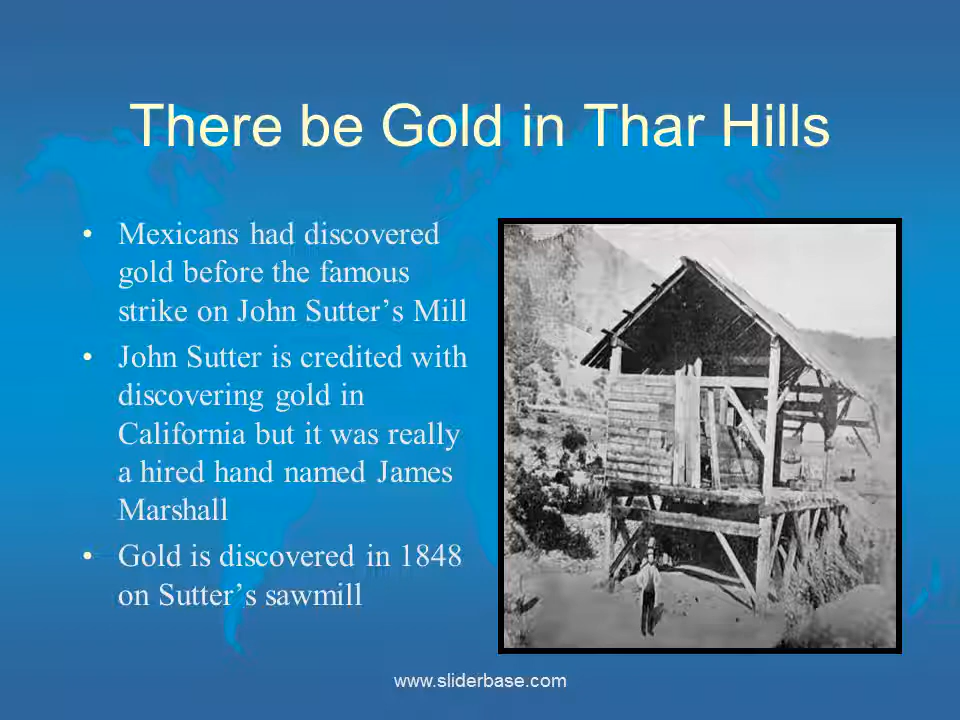 There be Gold in Thar Hills
• Mexicans had discovered
gold before the famous
strike on John Sutter’s Mill
• John Sutter is credited with
discovering gold in
California but it was really
a hired hand named James
Marshall
• Gold is discovered in 1848
on Sutter’s sawmill
www.sliderbase.com